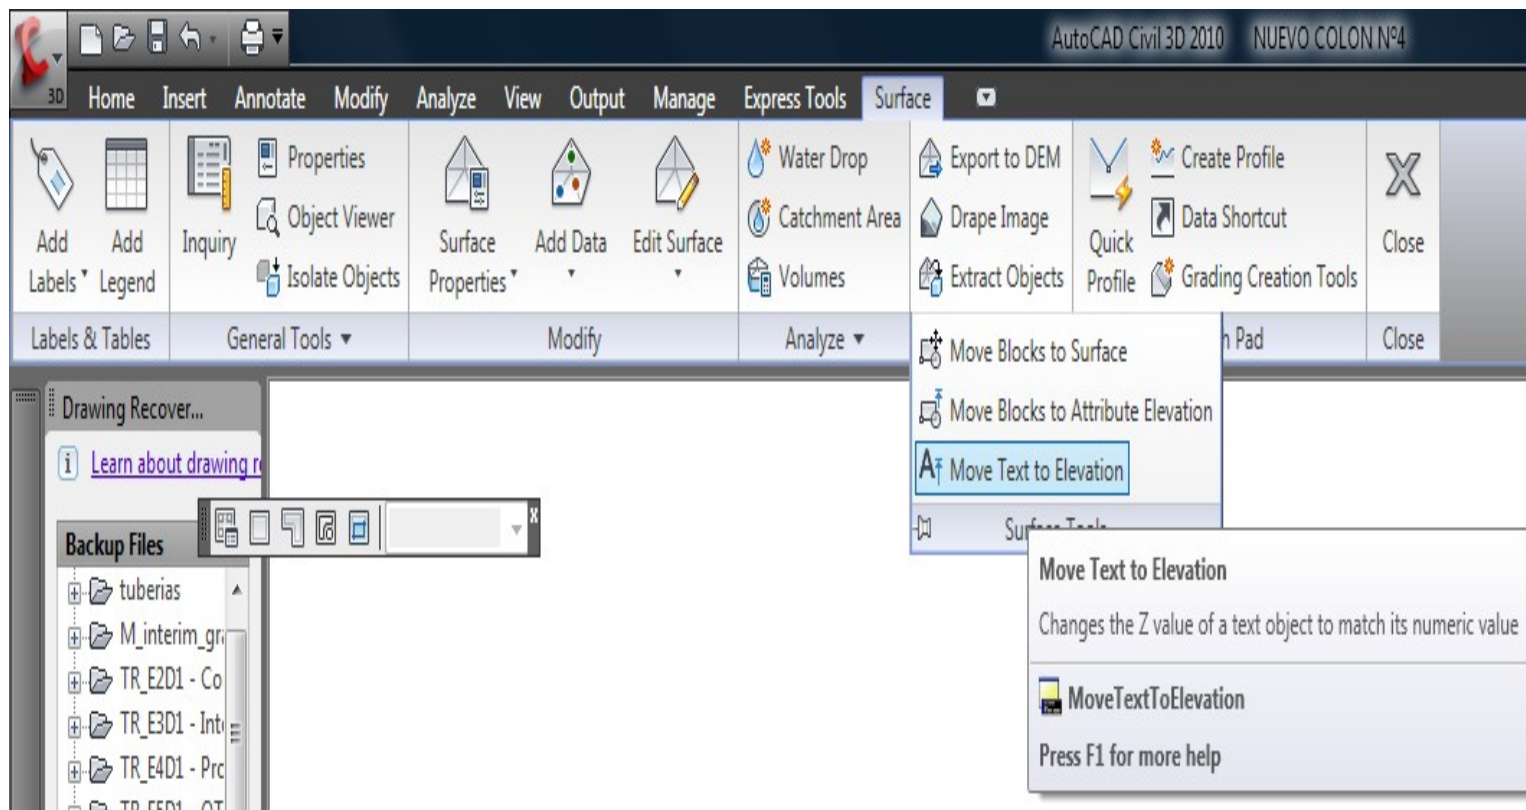 AutoCAD Civil 3D 2010 NUEVO COLON Nº4
3D
Home Insert Annotate Modify Analyze View Output Manage Express Tools Surface
Add Labels
Add Legend
Labels & Tables
Inquiry
Properties
Object Viewer
Isolate Objects
General Tools
Surface Properties
Add Data
Edit Surface
Modify
Water Drop
Catchment Area
Volumes
Analyze
Export to DEM
Drape Image
Extract Objects
Move Blocks to Surface
Move Blocks to Attribute Elevation
Move Text to Elevation
Quick Profile
Create Profile
Data Shortcut
Grading Creation Tools
Pad
Close
Close
Drawing Recover...
Learn about drawing
Backup Files
tuberias
M_interim_gr
TR_E2D1 - Co
TR_E3D1 - Int
TR_E4D1 - Prc
Move Text to Elevation
Changes the Z value of a text object to match its numeric value
MoveTextToElevation
Press F1 for more help